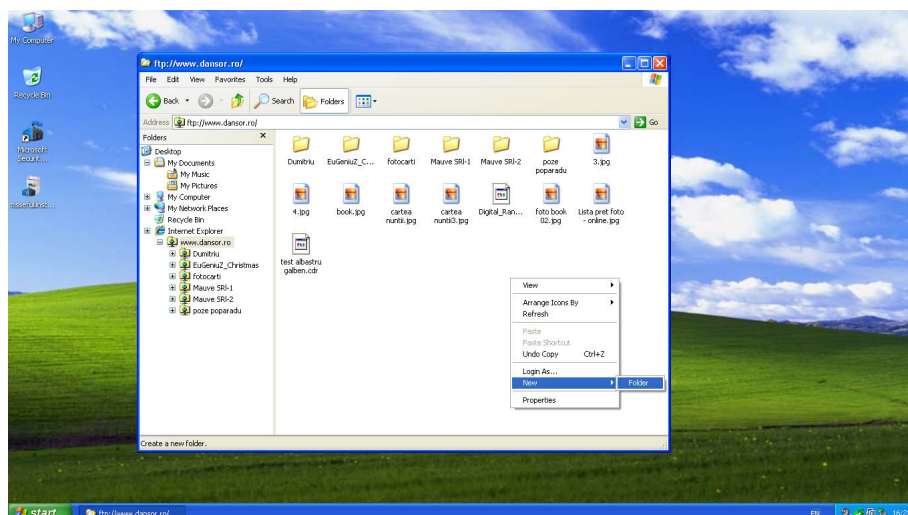 My Computer
Recycle Bin
Microsoft
Securit...
ftp://www.dansor.ro/
File Edit View Favorites Tools Help
Back Search Folders
Address ftp://www.dansor.ro/ Go
Folders X
Desktop
My Documents
My Music
My Pictures
My Computer
My Network Places
Recycle Bin
Internet Explorer
www.dansor.ro
Dumitriu
EuGeniuZ_Christmas
fotocarti
Mauve SRl-1
Mauve SRl-2
poze poparadu
Dumitriu EuGeniuZ_C... fotocarti Mauve SRl-1 Mauve SRl-2 poze poparadu 3.jpg
4.jpg book.jpg cartea nuntii.jpg cartea nuntii3.jpg Digital_Ran... foto book 02.jpg Lista pret foto - online.jpg
test albastru
galben.cdr
View
Arrange Icons By
Refresh
Paste
Paste Shortcut
Undo Copy Ctrl+Z
Login As...
New Folder
Properties
Create a new folder.
start ftp://www.dansor.ro/ EN